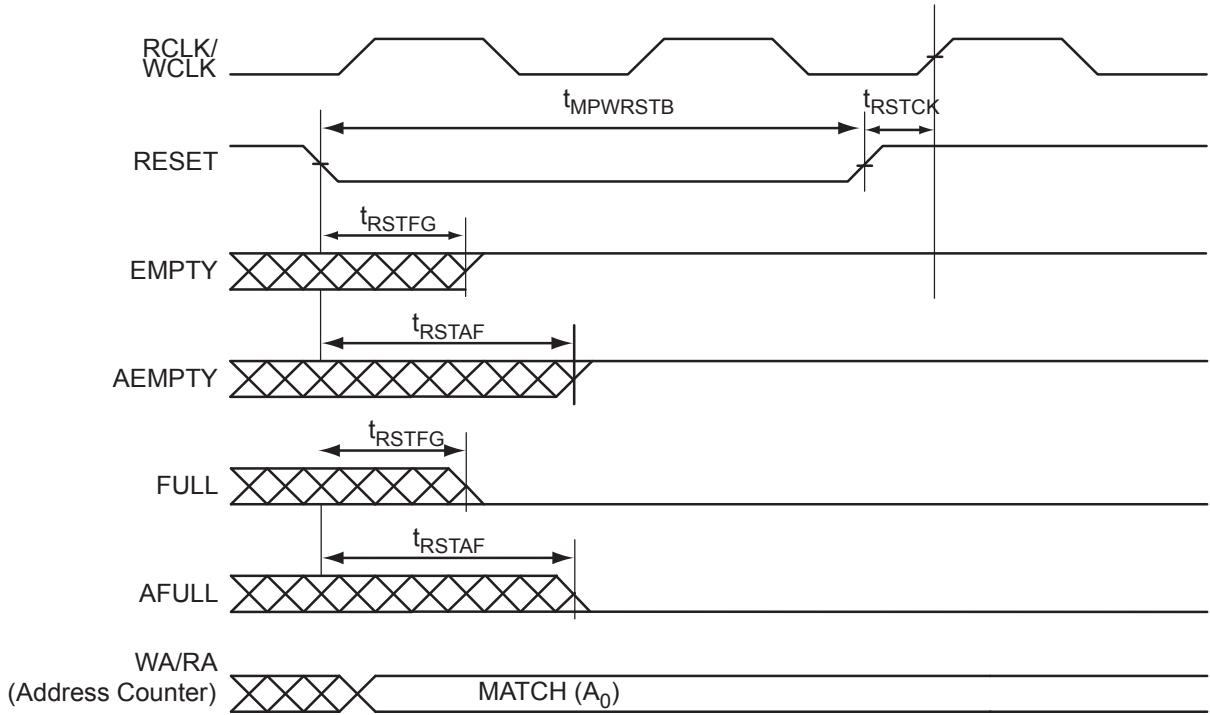 RCLK/
WCLK
tMPWRSTB
tRSTCK
RESET
tRSTFG
EMPTY
tRSTAF
AEMPTY
tRSTFG
FULL
tRSTAF
AFULL
WA/RA
(Address Counter)
MATCH (A0)